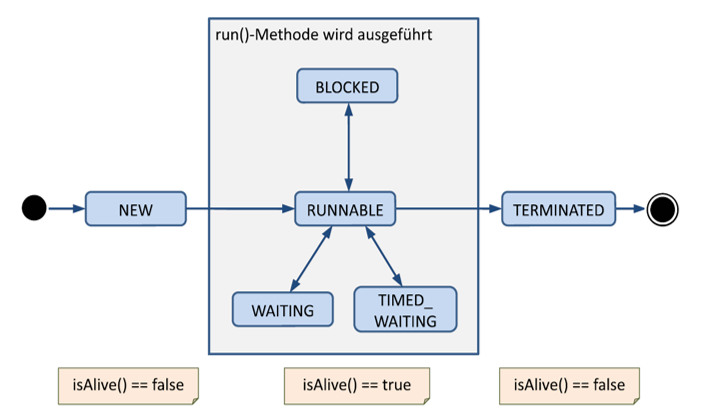 run()-Methode wird ausgeführt
BLOCKED
NEW
RUNNABLE
TERMINATED
WAITING
TIMED_
WAITING
isAlive() == false
isAlive() == true
isAlive() == false